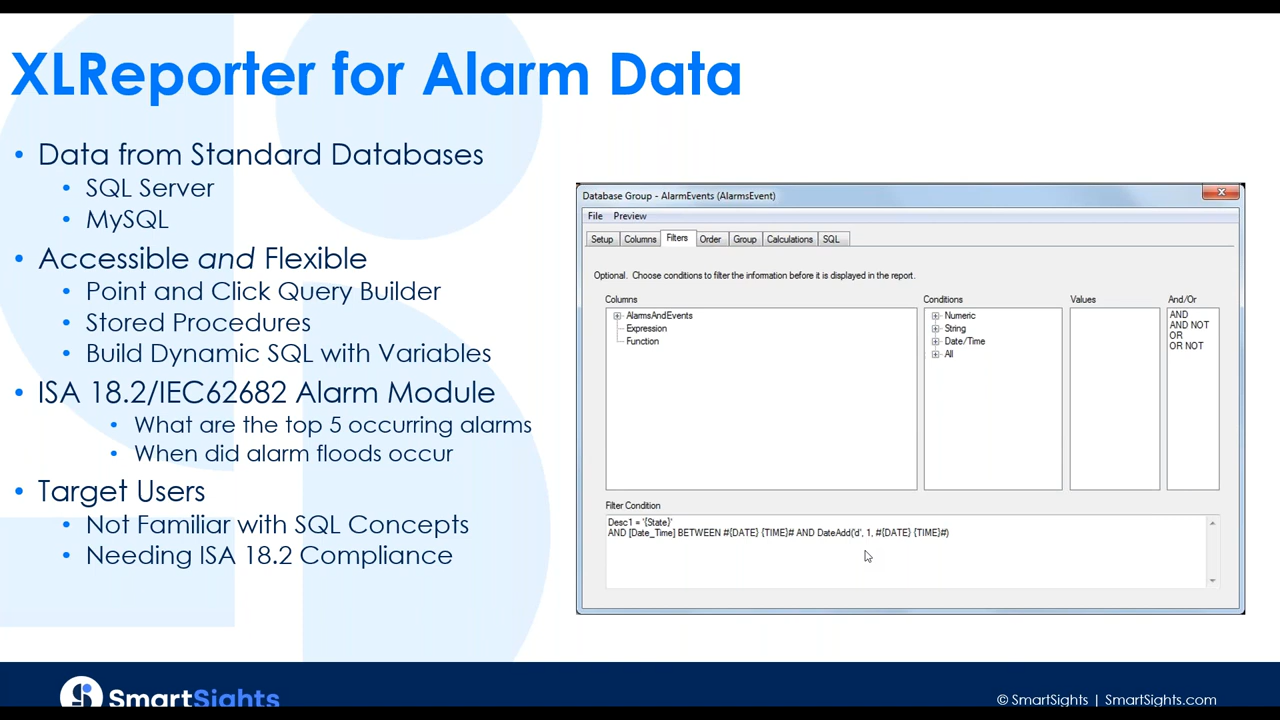 XLReporter for Alarm Data
• Data from Standard Databases
• SQL Server
• MySQL
• Accessible and Flexible
• Point and Click Query Builder
• Stored Procedures
• Build Dynamic SQL with Variables
• ISA 18.2/IEC62682 Alarm Module
• What are the top 5 occurring alarms
• When did alarm floods occur
• Target Users
• Not Familiar with SQL Concepts
• Needing ISA 18.2 Compliance
Database Group - AlarmEvents (AlarmsEvent)
File Preview
Setup Columns Filters Order Group Calculations SQL
Optional. Choose conditions to filter the information before it is displayed in the report.
Columns Conditions Values And/Or
AlarmsAndEvents
Expression
Function
Numeric
String
Date/Time
All
AND
AND NOT
OR
OR NOT
Filter Condition
Desc1 = '{State}'
AND [Date_Time] BETWEEN #{DATE} {TIME}# AND DateAdd('d', 1, #{DATE} {TIME}#)
SmartSights
© SmartSights | SmartSights.com